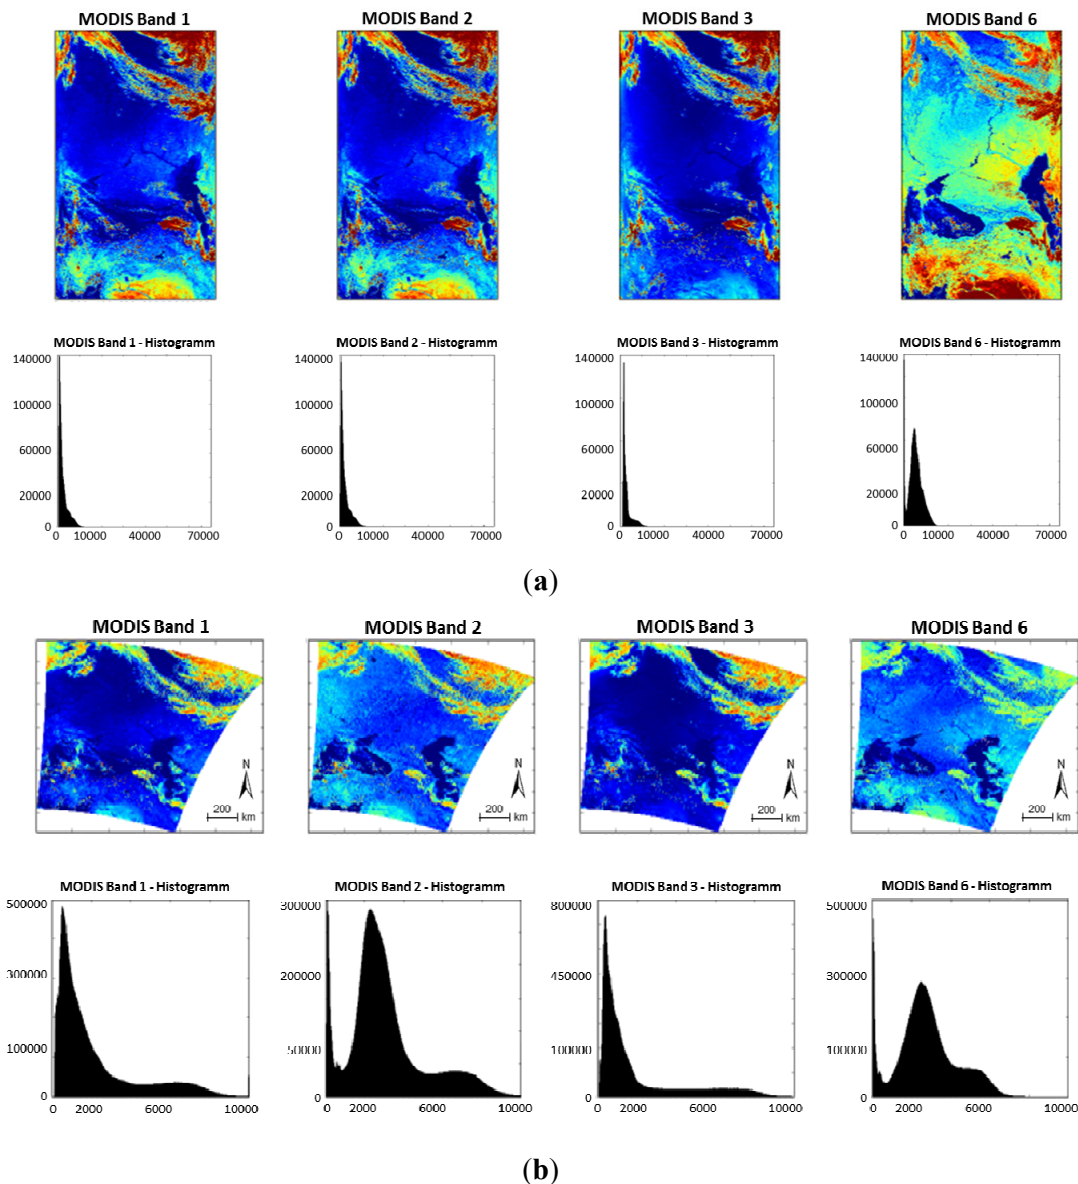 MODIS Band 1 MODIS Band 2 MODIS Band 3 MODIS Band 6
MODIS Band 1 - Histogramm MODIS Band 2 - Histogramm MODIS Band 3 - Histogramm MODIS Band 6 - Histogramm
140000 140000 140000 140000
100000 100000 100000 100000
60000 60000 60000 60000
20000 20000 20000 20000
0 0 0 0
0 10000 40000 70000 0 10000 40000 70000 0 10000 40000 70000 0 10000 40000 70000
(a)
MODIS Band 1 MODIS Band 2 MODIS Band 3 MODIS Band 6
N N N N
200 200 200 200
km km km km
MODIS Band 1 - Histogramm MODIS Band 2 - Histogramm MODIS Band 3 - Histogramm MODIS Band 6 - Histogramm
500000 300000 800000 500000
300000 200000 450000 300000
100000 50000 100000 100000
0 0 0 0
0 2000 6000 10000 0 2000 6000 10000 0 2000 6000 10000 0 2000 6000 10000
(b)